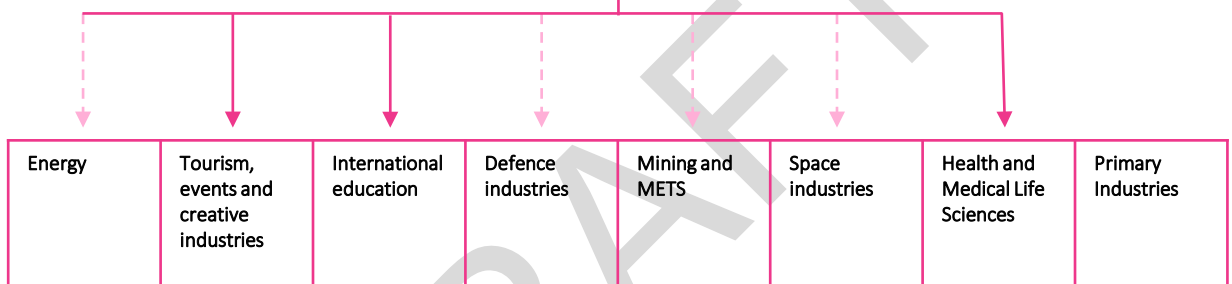 Energy
Tourism,
events and
creative
industries
International
education
Defence
industries
Mining and
METS
Space
industries
Health and
Medical Life
Sciences
Primary
Industries
RAFT